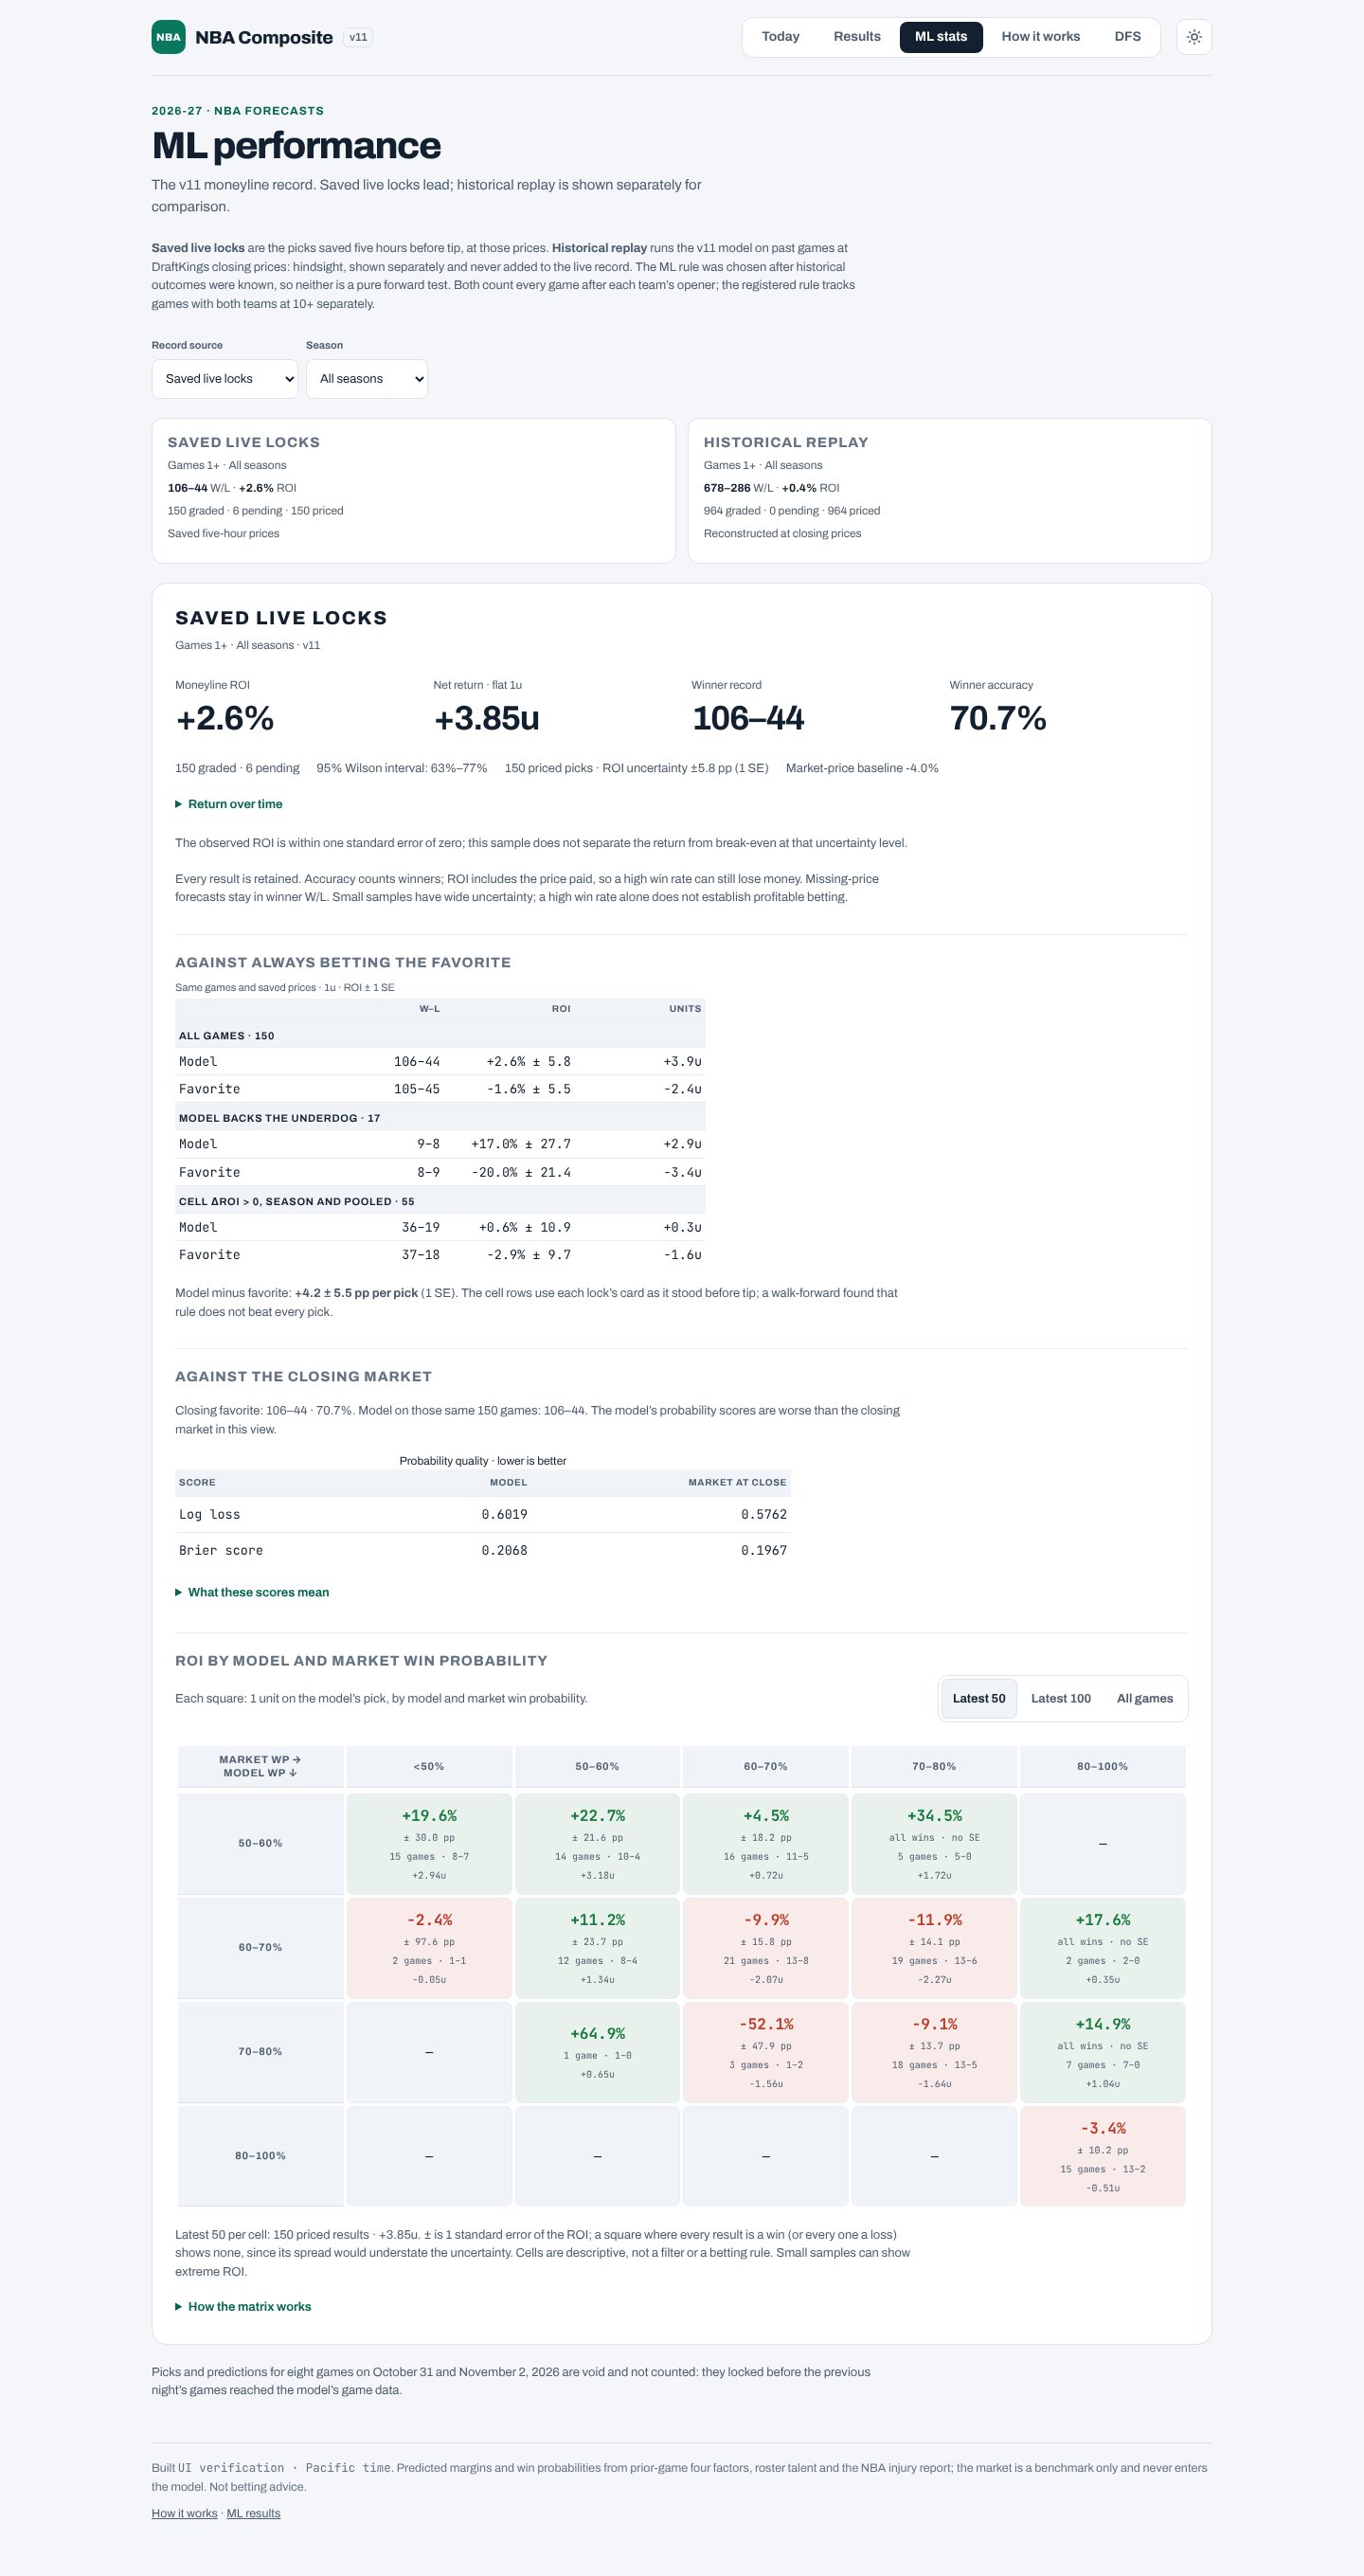 NBA NBA Composite v11 Today Results ML stats How it works DFS
2026-27 · NBA FORECASTS
ML performance
The v11 moneyline record. Saved live locks lead; historical replay is shown separately for
comparison.
Saved live locks are the picks saved five hours before tip, at those prices. Historical replay runs the v11 model on past games at
DraftKings closing prices: hindsight, shown separately and never added to the live record. The ML rule was chosen after historical
outcomes were known, so neither is a pure forward test. Both count every game after each team’s opener; the registered rule tracks
games with both teams at 10+ separately.
Record source Season
Saved live locks All seasons
SAVED LIVE LOCKS
Games 1+ · All seasons
106–44 W/L · +2.6% ROI
150 graded · 6 pending · 150 priced
Saved five-hour prices
HISTORICAL REPLAY
Games 1+ · All seasons
678–286 W/L · +0.4% ROI
964 graded · 0 pending · 964 priced
Reconstructed at closing prices
SAVED LIVE LOCKS
Games 1+ · All seasons · v11
Moneyline ROI Net return · flat 1u Winner record Winner accuracy
+2.6% +3.85u 106–44 70.7%
150 graded · 6 pending 95% Wilson interval: 63%–77% 150 priced picks · ROI uncertainty ±5.8 pp (1 SE) Market-price baseline -4.0%
▶ Return over time
The observed ROI is within one standard error of zero; this sample does not separate the return from break-even at that uncertainty level.
Every result is retained. Accuracy counts winners; ROI includes the price paid, so a high win rate can still lose money. Missing-price
forecasts stay in winner W/L. Small samples have wide uncertainty; a high win rate alone does not establish profitable betting.
AGAINST ALWAYS BETTING THE FAVORITE
Same games and saved prices · 1u · ROI ± 1 SE
W–L ROI UNITS
ALL GAMES · 150
Model 106–44 +2.6% ± 5.8 +3.9u
Favorite 105–45 -1.6% ± 5.5 -2.4u
MODEL BACKS THE UNDERDOG · 17
Model 9–8 +17.0% ± 27.7 +2.9u
Favorite 8–9 -20.0% ± 21.4 -3.4u
CELL ΔROI > 0, SEASON AND POOLED · 55
Model 36–19 +0.6% ± 10.9 +0.3u
Favorite 37–18 -2.9% ± 9.7 -1.6u
Model minus favorite: +4.2 ± 5.5 pp per pick (1 SE). The cell rows use each lock’s card as it stood before tip; a walk-forward found that
rule does not beat every pick.
AGAINST THE CLOSING MARKET
Closing favorite: 106–44 · 70.7%. Model on those same 150 games: 106–44. The model’s probability scores are worse than the closing
market in this view.
Probability quality · lower is better
SCORE MODEL MARKET AT CLOSE
Log loss 0.6019 0.5762
Brier score 0.2068 0.1967
▶ What these scores mean
ROI BY MODEL AND MARKET WIN PROBABILITY
Each square: 1 unit on the model’s pick, by model and market win probability. Latest 50 Latest 100 All games
MARKET WP →
MODEL WP ↓
<50% 50–60% 60–70% 70–80% 80–100%
50–60%
+19.6% +22.7% +4.5% +34.5% –
± 30.0 pp ± 21.6 pp ± 18.2 pp all wins · no SE
15 games · 8–7 14 games · 10–4 16 games · 11–5 5 games · 5–0
+2.94u +3.18u +0.72u +1.72u
60–70%
-2.4% +11.2% -9.9% -11.9% +17.6%
± 97.6 pp ± 23.7 pp ± 15.8 pp ± 14.1 pp all wins · no SE
2 games · 1–1 12 games · 8–4 21 games · 13–8 19 games · 13–6 2 games · 2–0
-0.05u +1.34u -2.07u -2.27u +0.35u
70–80%
– +64.9% -52.1% -9.1% +14.9%
1 game · 1–0 ± 47.9 pp ± 13.7 pp all wins · no SE
+0.65u 3 games · 1–2 18 games · 13–5 7 games · 7–0
-1.56u -1.64u +1.04u
80–100%
– – – – -3.4%
± 10.2 pp
15 games · 13–2
-0.51u
Latest 50 per cell: 150 priced results · +3.85u. ± is 1 standard error of the ROI; a square where every result is a win (or every one a loss)
shows none, since its spread would understate the uncertainty. Cells are descriptive, not a filter or a betting rule. Small samples can show
extreme ROI.
▶ How the matrix works
Picks and predictions for eight games on October 31 and November 2, 2026 are void and not counted: they locked before the previous
night’s games reached the model’s game data.
Built UI verification · Pacific time. Predicted margins and win probabilities from prior-game four factors, roster talent and the NBA injury report; the market is a benchmark only and never enters
the model. Not betting advice.
How it works · ML results